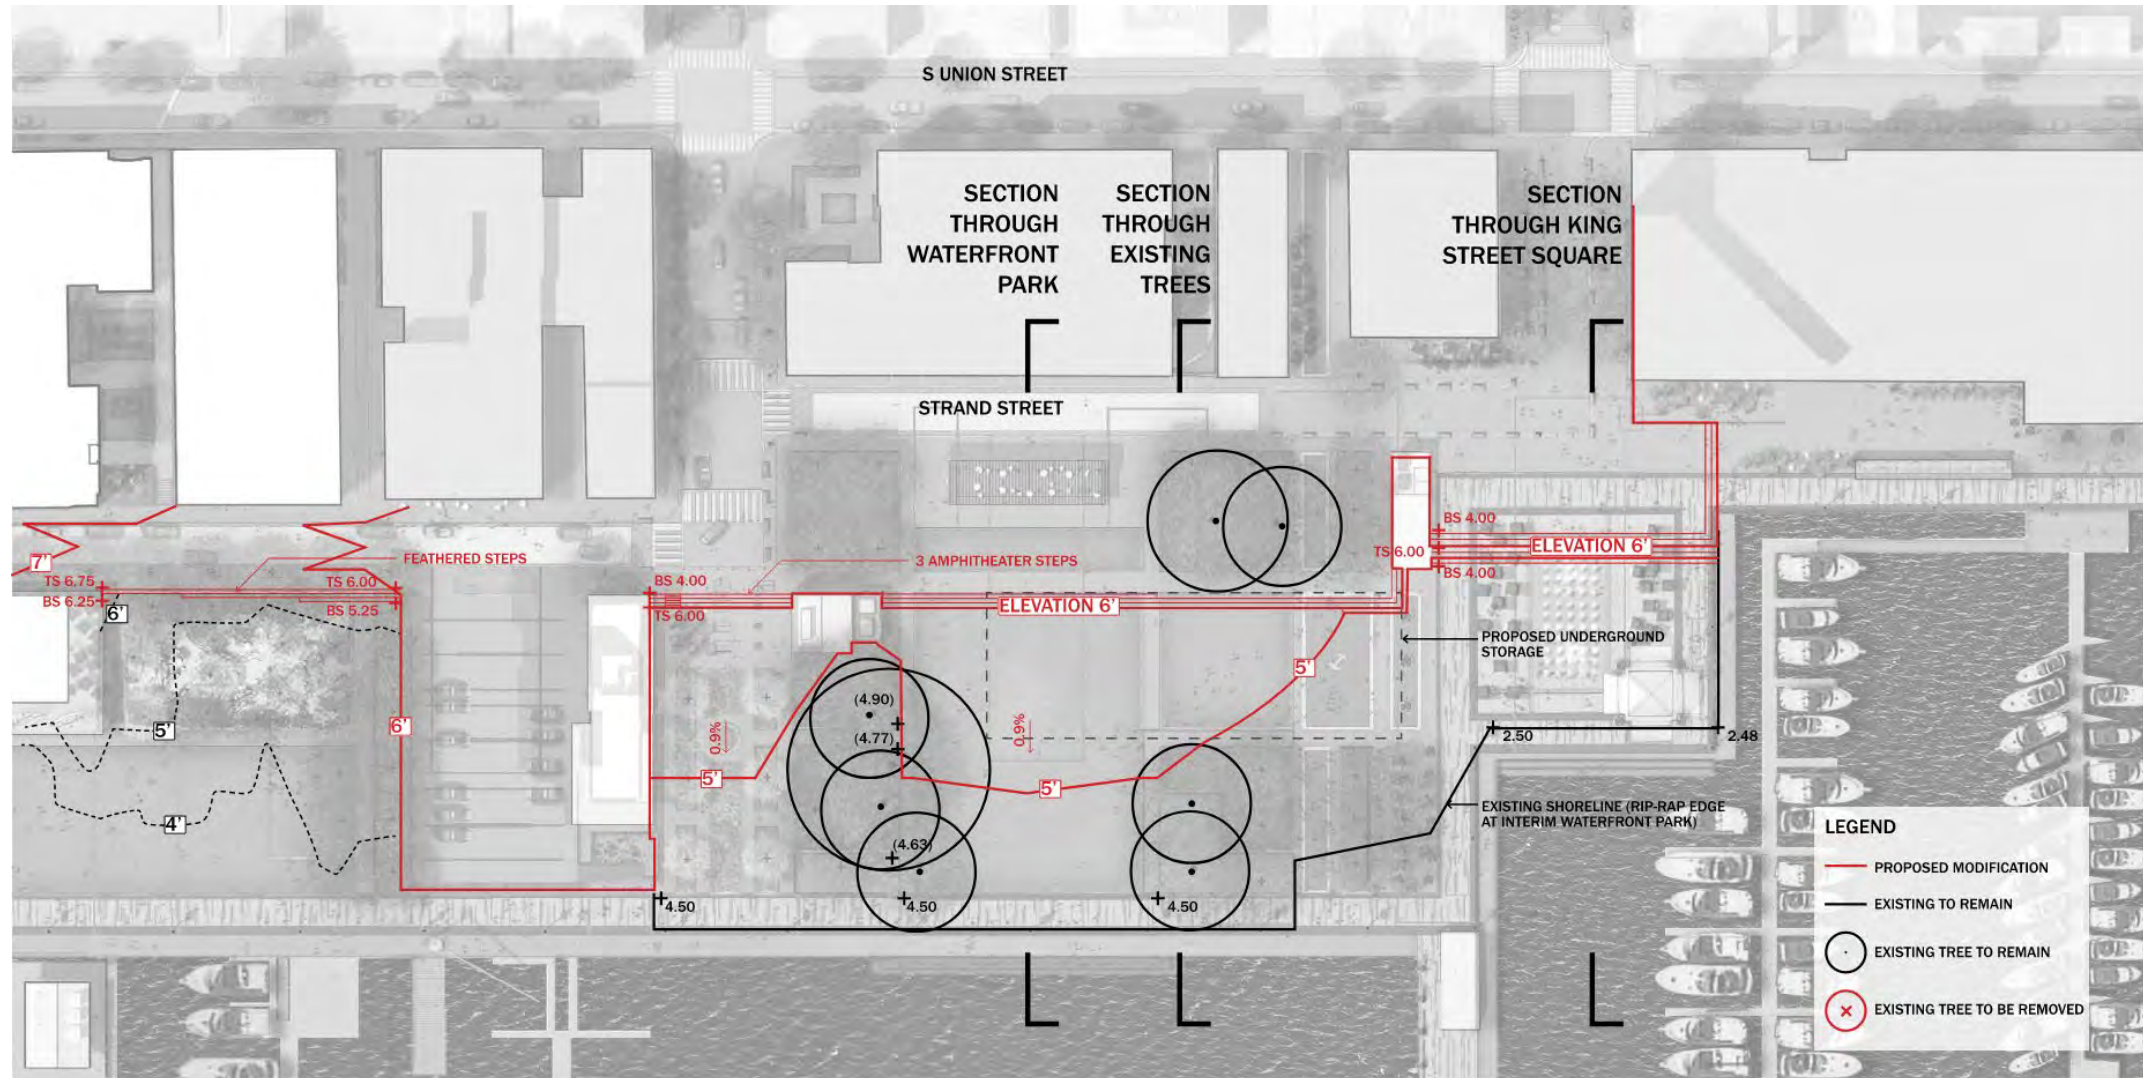 S UNION STREET
SECTION
THROUGH
WATERFRONT
PARK
SECTION
THROUGH
EXISTING
TREES
SECTION
THROUGH KING
STREET SQUARE
STRAND STREET
7'
FEATHERED STEPS
TS 6.75
BS 6.25
6'
TS 6.00
BS 5.25
3 AMPHITHEATER STEPS
BS 4.00
TS 6.00
ELEVATION 6'
BS 4.00
TS 6.00
ELEVATION 6'
BS 4.00
PROPOSED UNDERGROUND
STORAGE
5'
(4.90)
(4.77)
0.9%
0.9%
5'
6'
2.50
2.48
5'
5'
4'
EXISTING SHORELINE (RIP-RAP EDGE
AT INTERIM WATERFRONT PARK)
(4.63)
4.50
4.50
4.50
LEGEND
PROPOSED MODIFICATION
EXISTING TO REMAIN
EXISTING TREE TO REMAIN
EXISTING TREE TO BE REMOVED